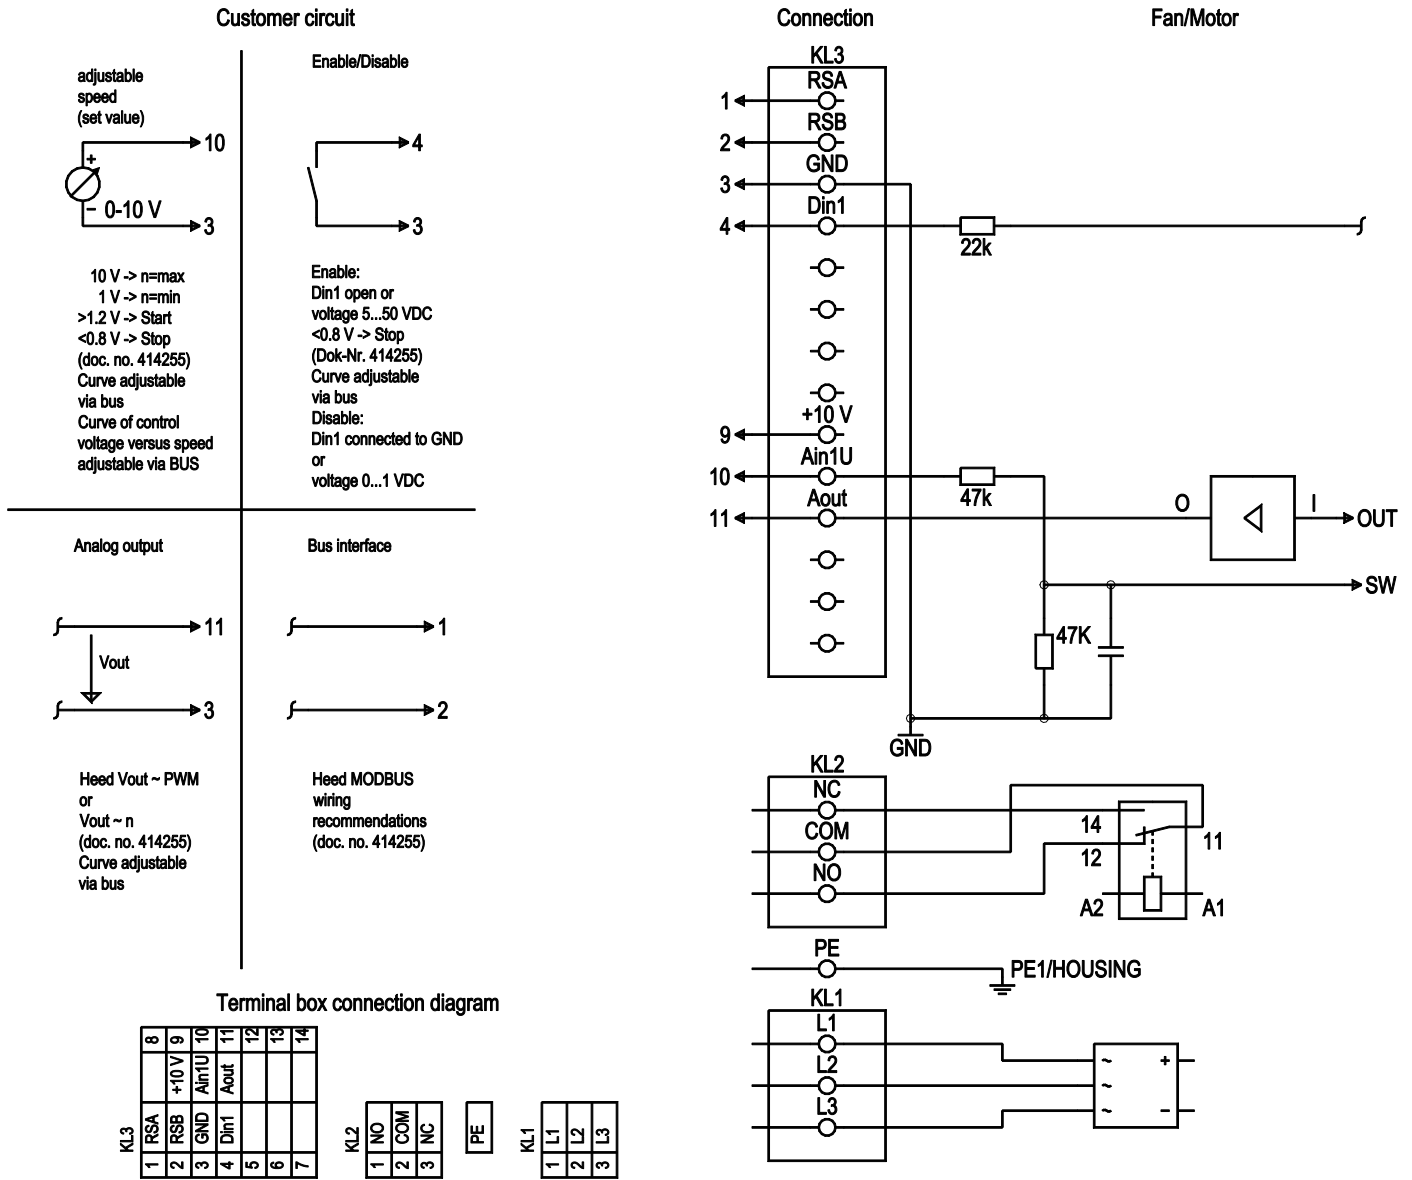 Customer circuit
adjustable
speed
(set value)
10
+
− 0-10 V
3
10 V -> n=max
1 V -> n=min
>1.2 V -> Start
<0.8 V -> Stop
(doc. no. 414255)
Curve adjustable
via bus
Curve of control
voltage versus speed
adjustable via BUS
Enable/Disable
4
3
Enable:
Din1 open or
voltage 5...50 VDC
<0.8 V -> Stop
(Dok-Nr. 414255)
Curve adjustable
via bus
Disable:
Din1 connected to GND
or
voltage 0...1 VDC
Analog output
11
Vout
3
Heed Vout ~ PWM
or
Vout ~ n
(doc. no. 414255)
Curve adjustable
via bus
Bus interface
1
2
Heed MODBUS
wiring
recommendations
(doc. no. 414255)
Connection
Fan/Motor
KL3
RSA
1
RSB
2
GND
3
Din1
4
22k
+10 V
9
Ain1U
10
47k
Aout
11
O
I
OUT
SW
47K
GND
KL2
NC
COM
NO
14
12
11
A2
A1
PE
PE1/HOUSING
KL1
L1
L2
L3
~ +
~
~ −
Terminal box connection diagram
KL3
1 RSA 8
2 RSB +10 V 9
3 GND Ain1U 10
4 Din1 Aout 11
5 12
6 13
7 14
KL2
1 NO
2 COM
3 NC
PE
KL1
1 L1
2 L2
3 L3